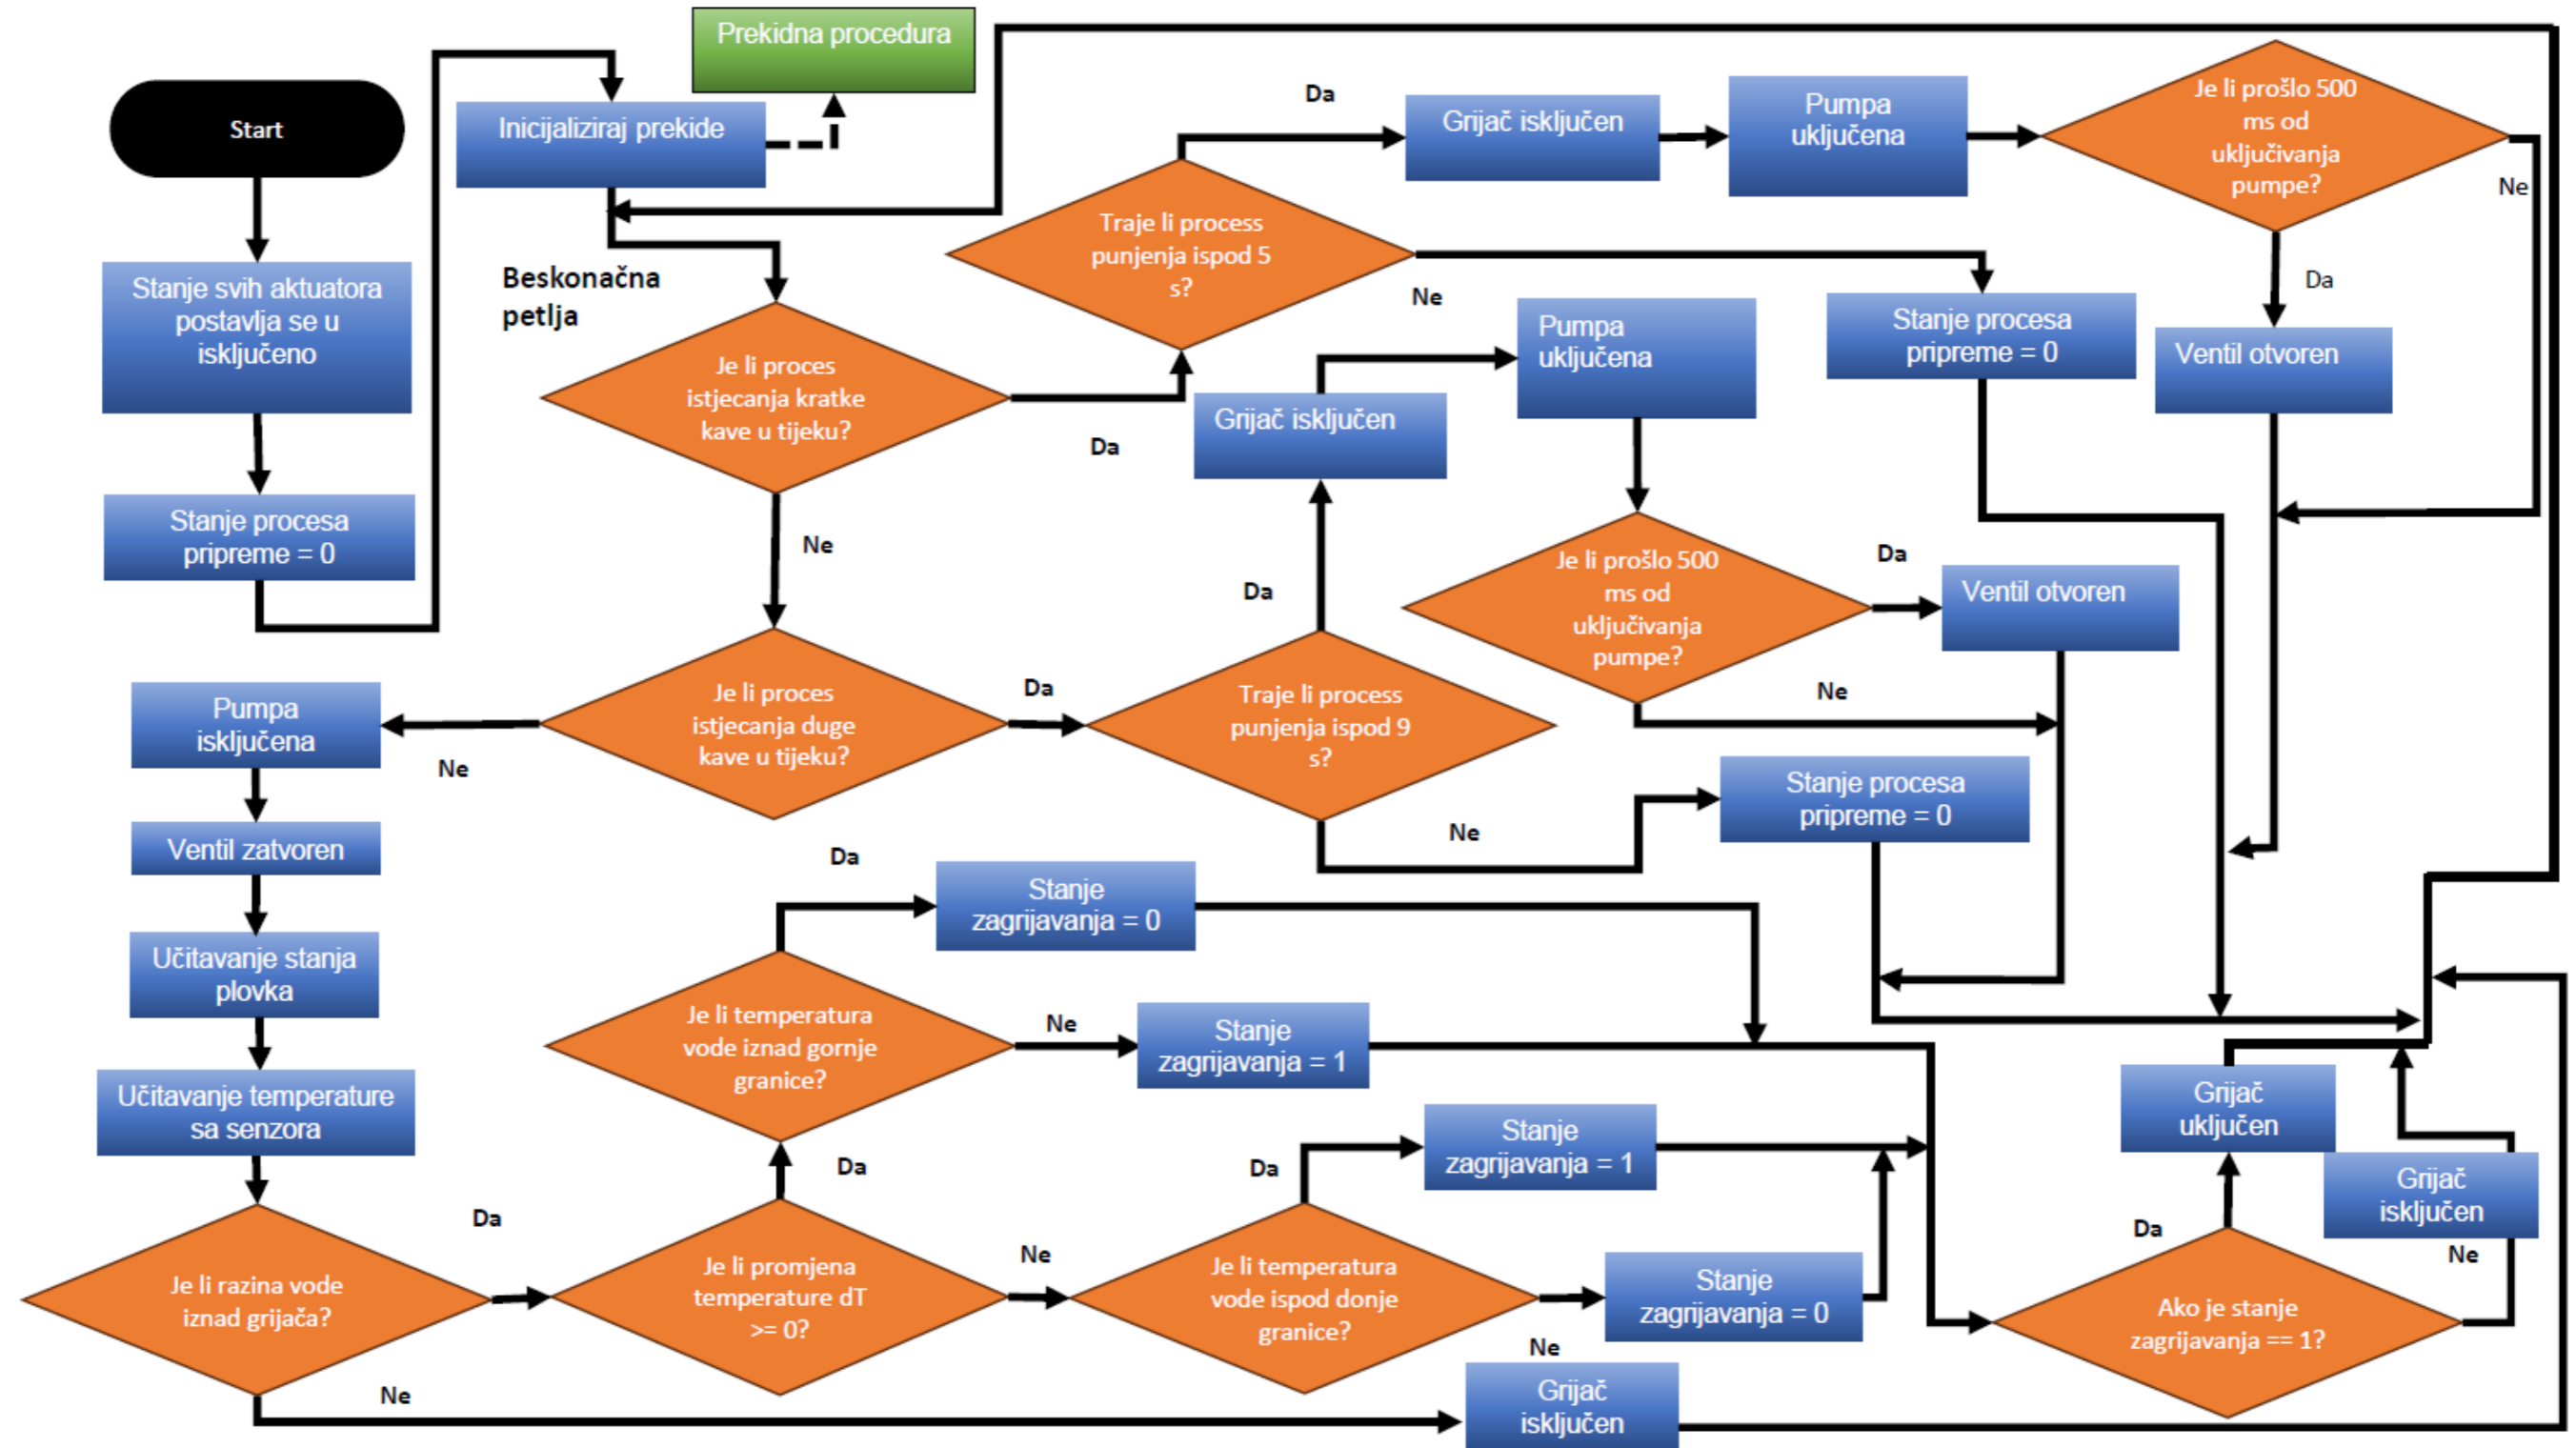 Prekidna procedura
Start
Inicijaliziraj prekide
Da
Grijač isključen
Pumpa
uključena
Je li prošlo 500
ms od
uključivanja
pumpe?
Ne
Traje li process
punjenja ispod 5
s?
Stanje svih aktuatora
postavlja se u
isključeno
Beskonačna
petlja
Ne
Da
Stanje procesa
pripreme = 0
Ventil otvoren
Pumpa
uključena
Je li proces
istjecanja kratke
kave u tijeku?
Da
Grijač isključen
Stanje procesa
pripreme = 0
Ne
Da
Je li prošlo 500
ms od
uključivanja
pumpe?
Da
Ventil otvoren
Ne
Pumpa
isključena
Ne
Je li proces
istjecanja duge
kave u tijeku?
Da
Traje li process
punjenja ispod 9
s?
Ne
Stanje procesa
pripreme = 0
Ventil zatvoren
Da
Stanje
zagrijavanja = 0
Učitavanje stanja
plovka
Je li temperatura
vode iznad gornje
granice?
Ne
Stanje
zagrijavanja = 1
Učitavanje temperature
sa senzora
Da
Da
Stanje
zagrijavanja = 1
Grijač
uključen
Grijač
isključen
Da
Ne
Je li razina vode
iznad grijača?
Da
Je li promjena
temperature dT
>= 0?
Ne
Je li temperatura
vode ispod donje
granice?
Ne
Stanje
zagrijavanja = 0
Ako je stanje
zagrijavanja == 1?
Ne
Grijač
isključen